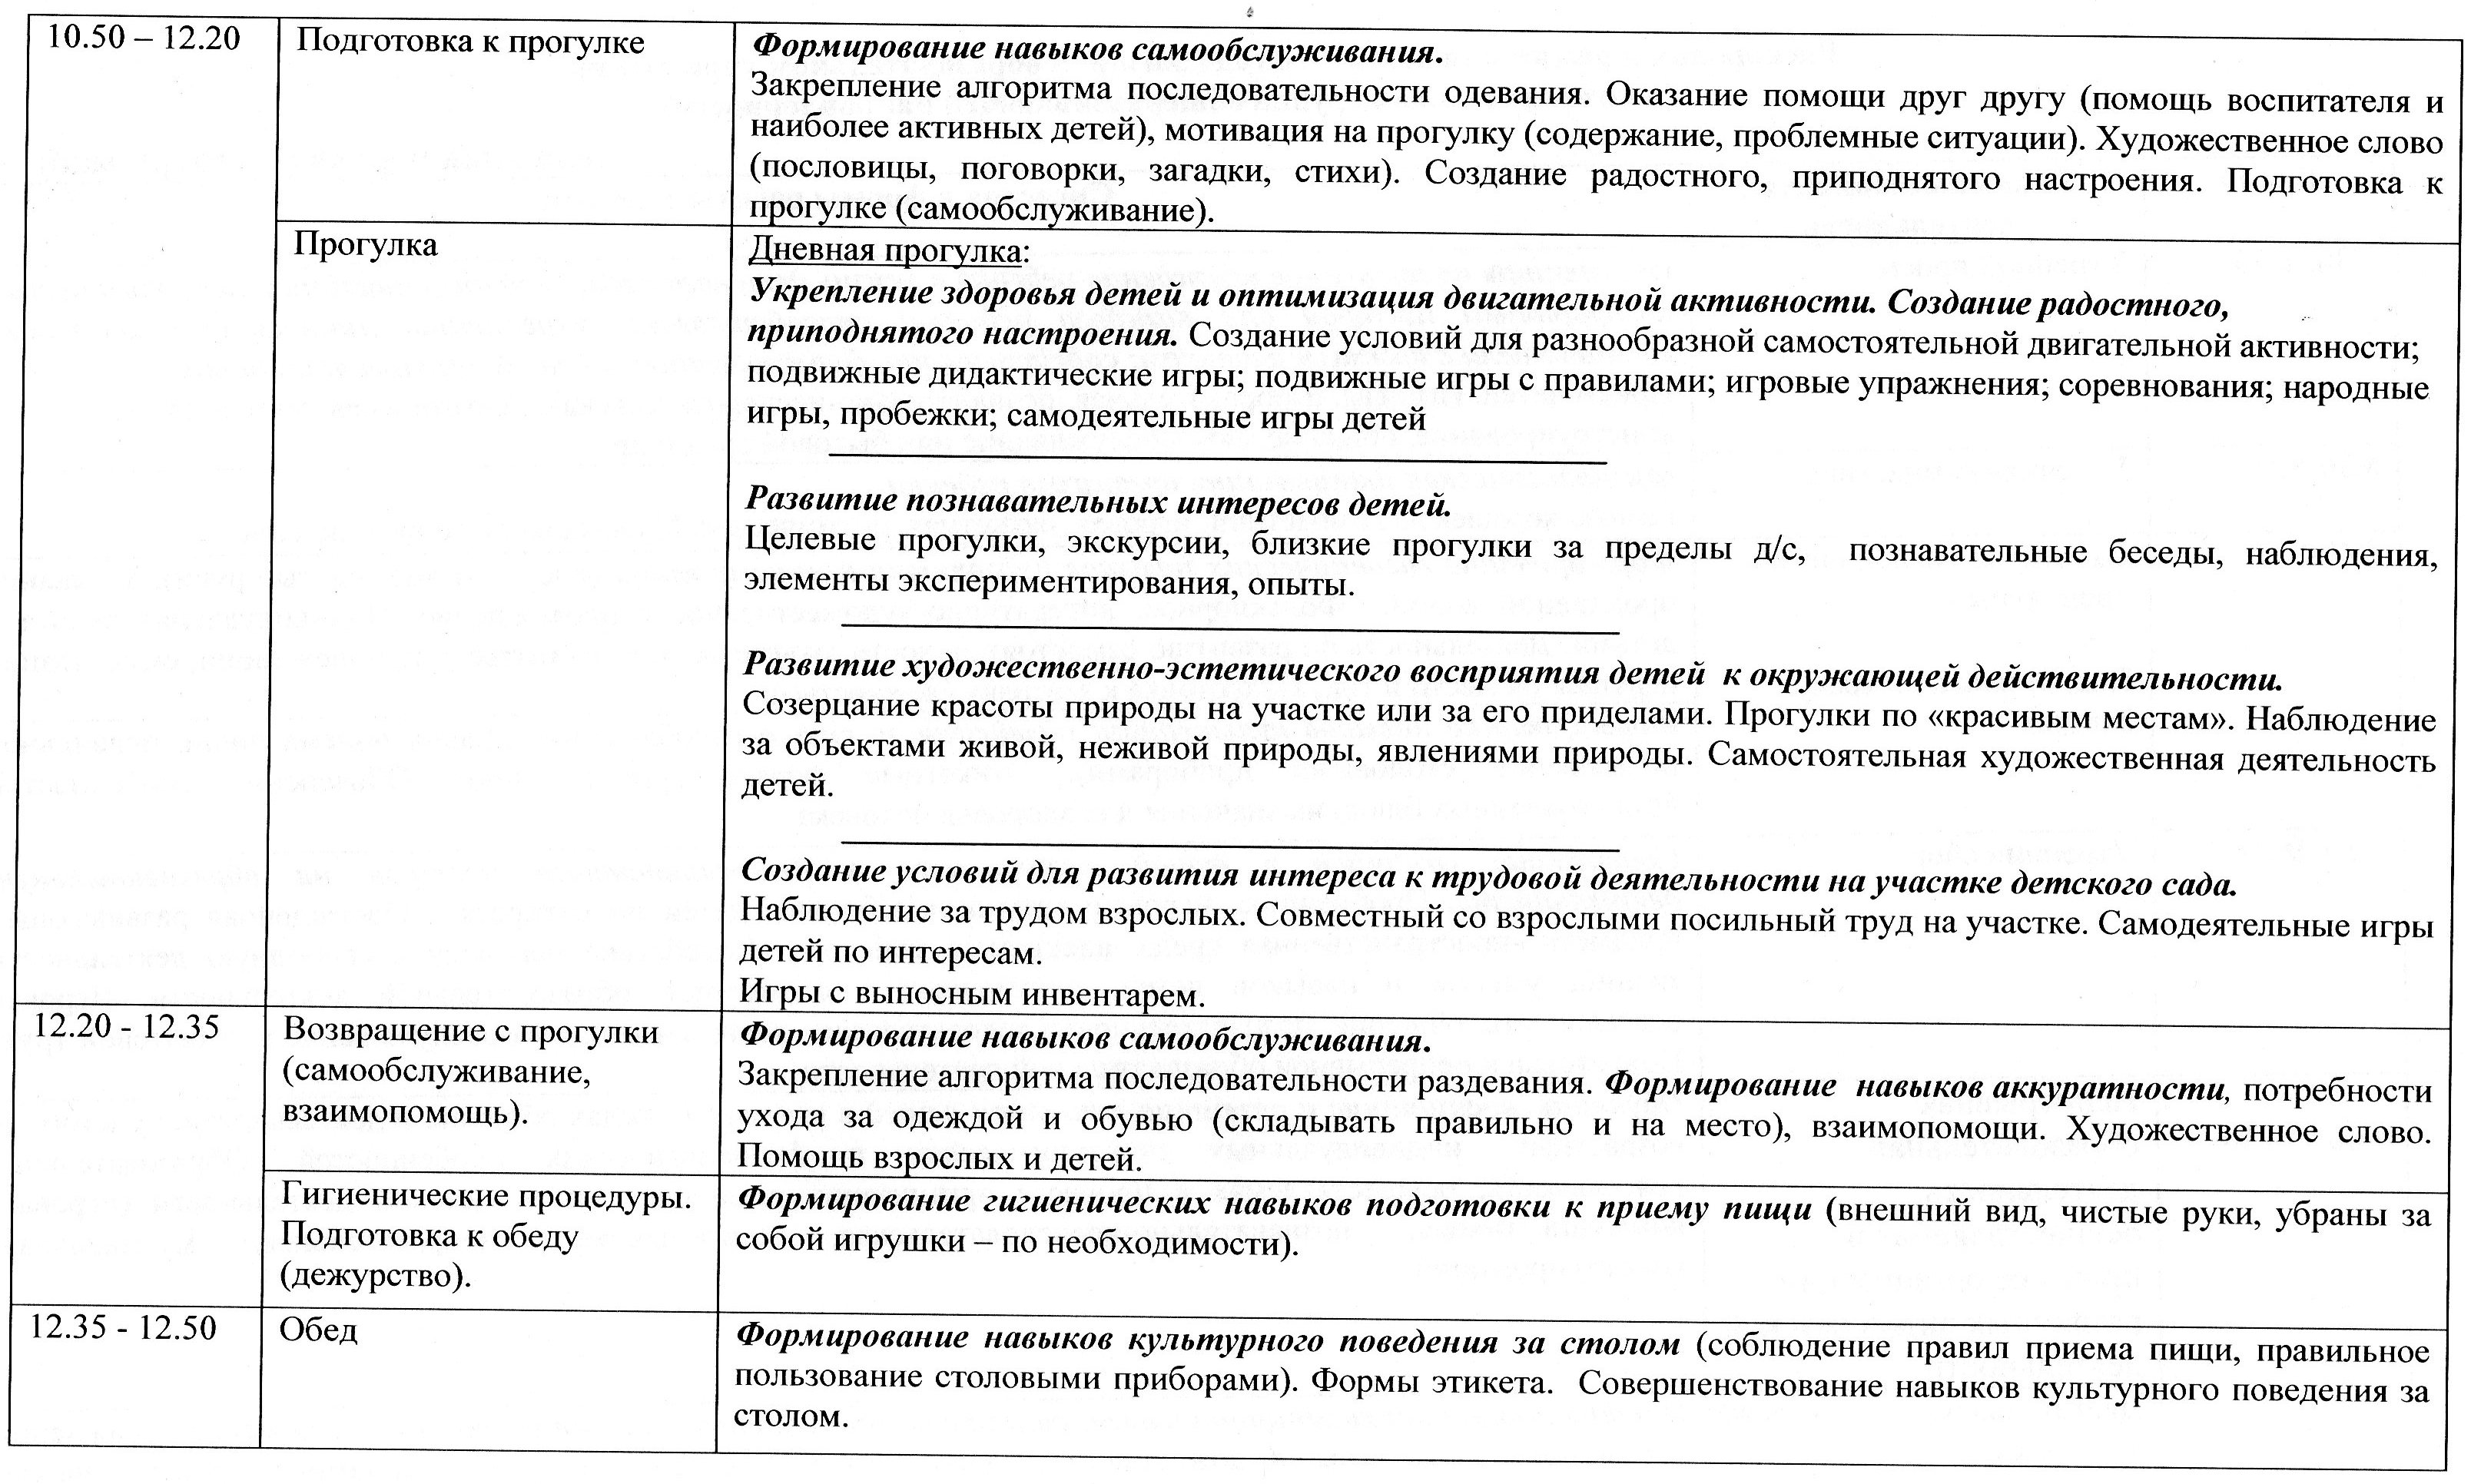 10.50 – 12.20
Подготовка к прогулке
Формирование навыков самообслуживания.
Закрепление алгоритма последовательности одевания. Оказание помощи друг другу (помощь воспитателя и
наиболее активных детей), мотивация на прогулку (содержание, проблемные ситуации). Художественное слово
(пословицы, поговорки, загадки, стихи). Создание радостного, приподнятого настроения. Подготовка к
прогулке (самообслуживание).
Прогулка
Дневная прогулка:
Укрепление здоровья детей и оптимизация двигательной активности. Создание радостного,
приподнятого настроения. Создание условий для разнообразной самостоятельной двигательной активности;
подвижные дидактические игры; подвижные игры с правилами; игровые упражнения; соревнования; народные
игры, пробежки; самодеятельные игры детей
Развитие познавательных интересов детей.
Целевые прогулки, экскурсии, близкие прогулки за пределы д/с, познавательные беседы, наблюдения,
элементы экспериментирования, опыты.
Развитие художественно-эстетического восприятия детей к окружающей действительности.
Созерцание красоты природы на участке или за его приделами. Прогулки по «красивым местам». Наблюдение
за объектами живой, неживой природы, явлениями природы. Самостоятельная художественная деятельность
детей.
Создание условий для развития интереса к трудовой деятельности на участке детского сада.
Наблюдение за трудом взрослых. Совместный со взрослыми посильный труд на участке. Самодеятельные игры
детей по интересам.
Игры с выносным инвентарем.
12.20 - 12.35
Возвращение с прогулки
(самообслуживание,
взаимопомощь).
Формирование навыков самообслуживания.
Закрепление алгоритма последовательности раздевания. Формирование навыков аккуратности, потребности
ухода за одеждой и обувью (складывать правильно и на место), взаимопомощи. Художественное слово.
Помощь взрослых и детей.
Гигиенические процедуры.
Подготовка к обеду
(дежурство).
Формирование гигиенических навыков подготовки к приему пищи (внешний вид, чистые руки, убраны за
собой игрушки – по необходимости).
12.35 - 12.50
Обед
Формирование навыков культурного поведения за столом (соблюдение правил приема пищи, правильное
пользование столовыми приборами). Формы этикета. Совершенствование навыков культурного поведения за
столом.